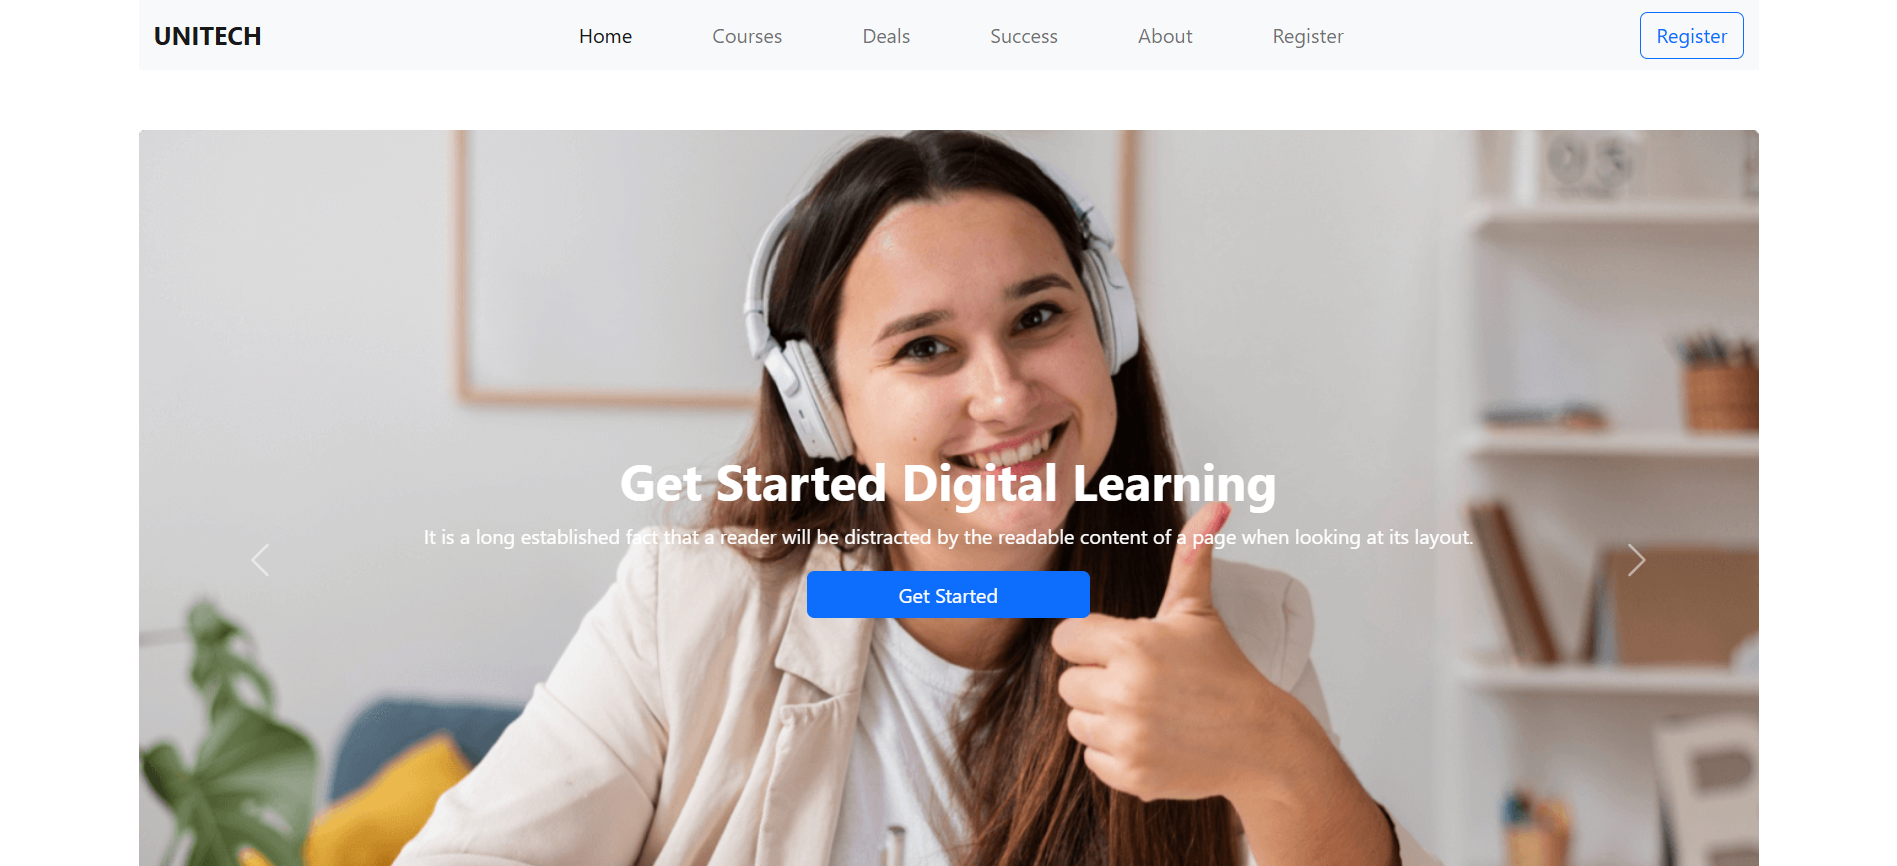 UNITECH
Home
Courses
Deals
Success
About
Register
Register
Get Started Digital Learning
It is a long established fact that a reader will be distracted by the readable content of a page when looking at its layout.
Get Started